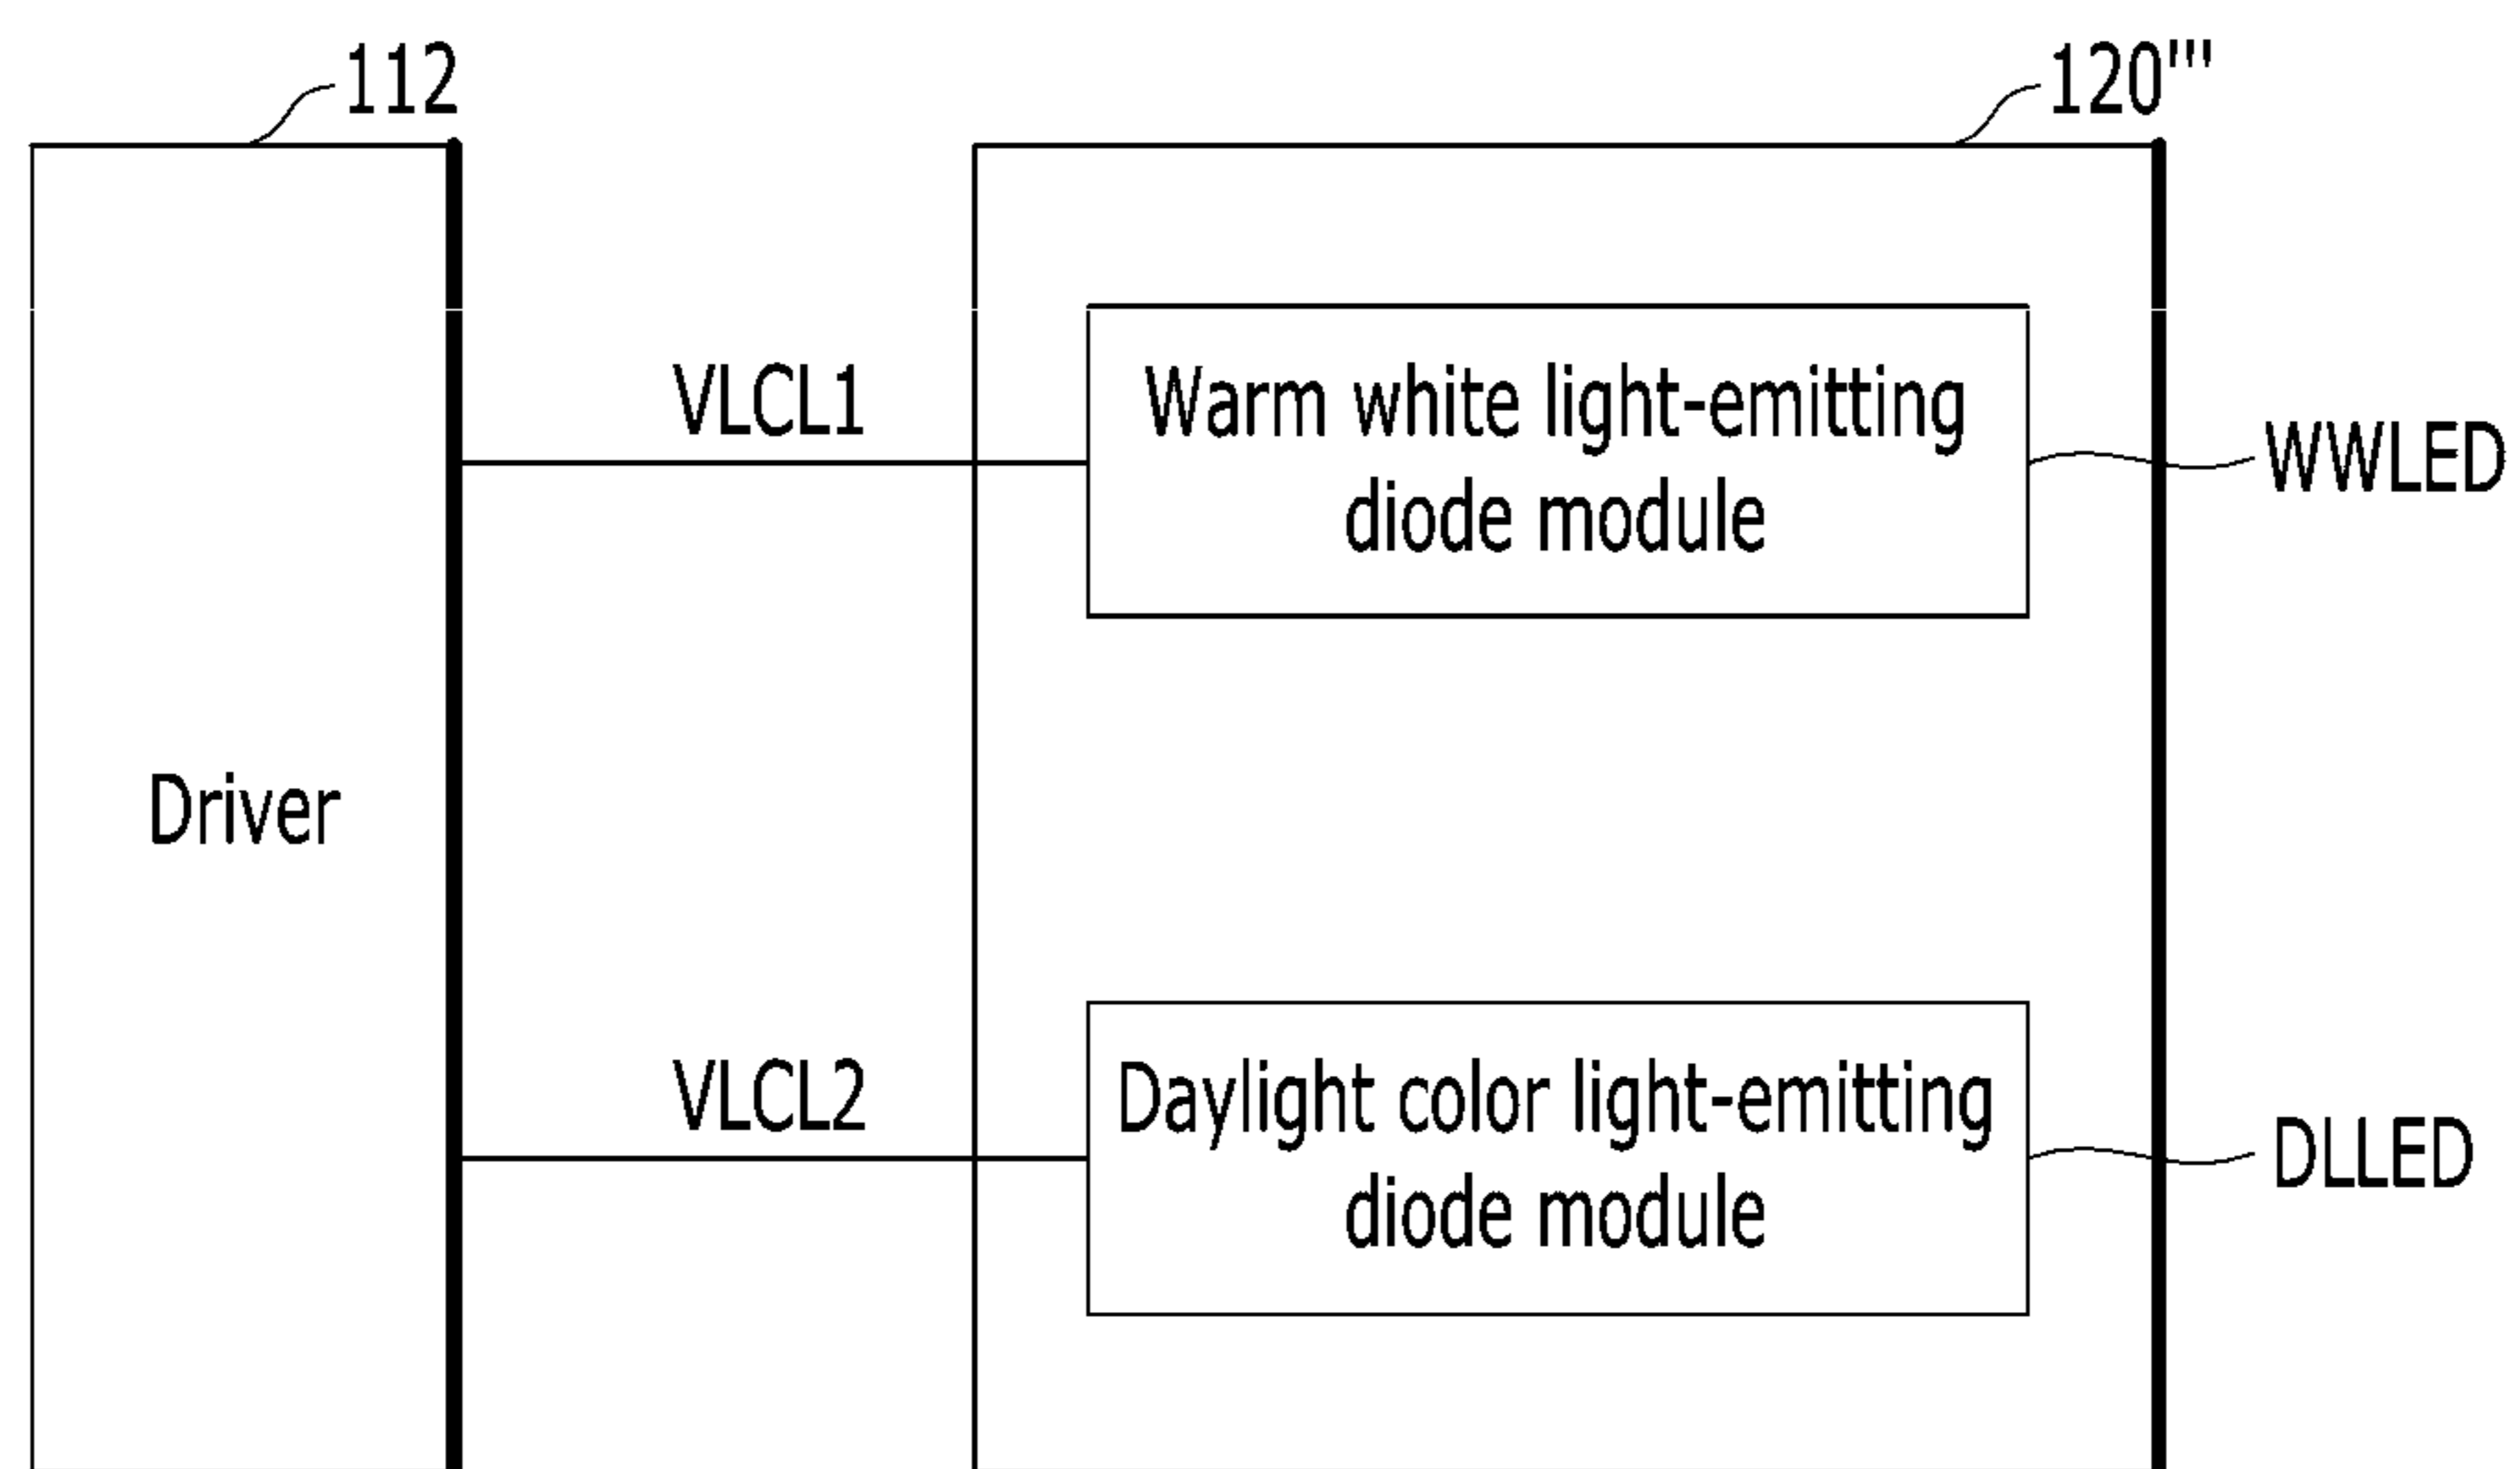 112
120'''
VLCL1
Warm white light-emitting
diode module
WWLED
Driver
VLCL2
Daylight color light-emitting
diode module
DLLED